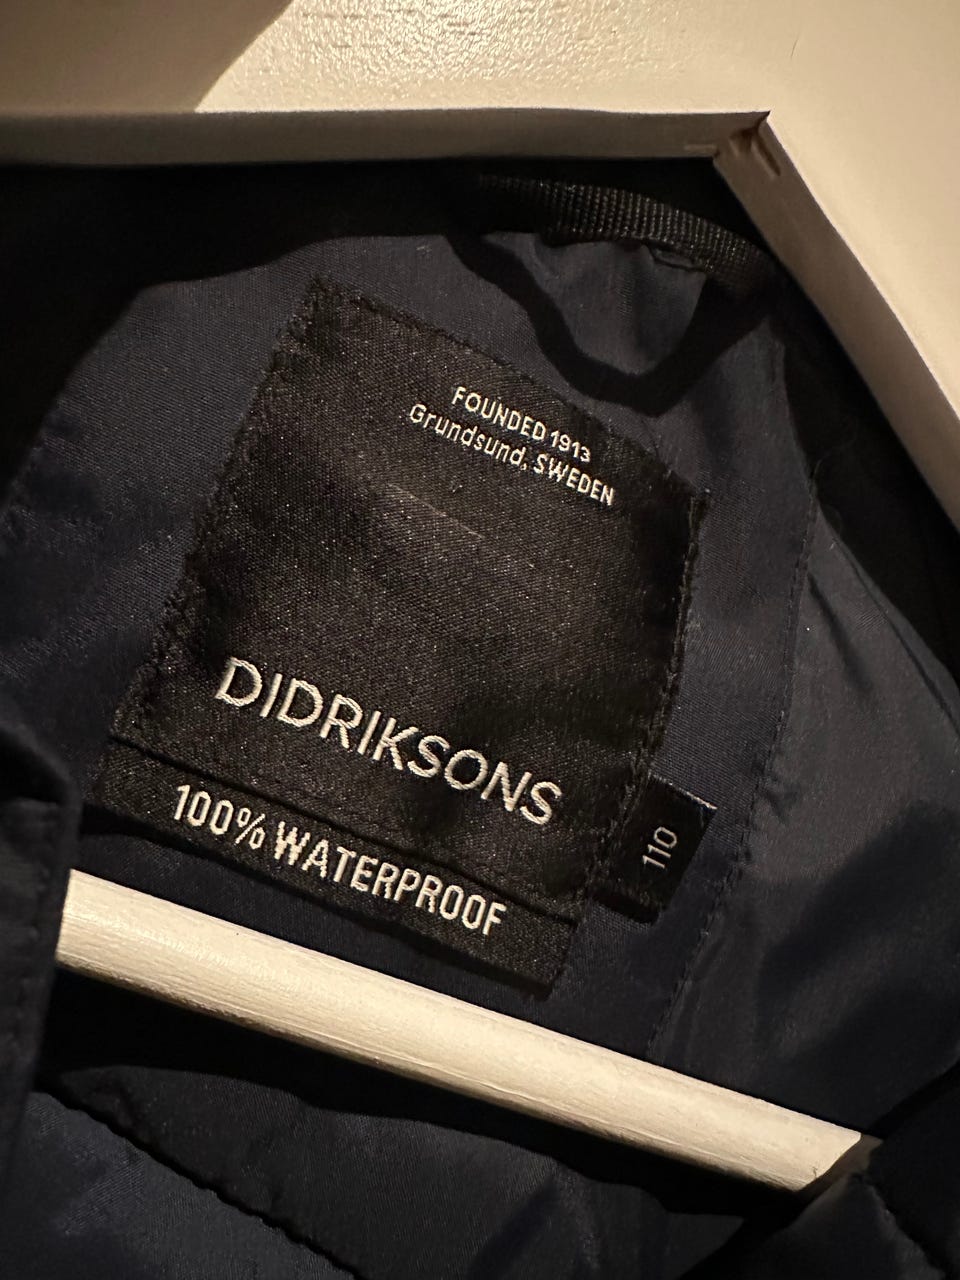 FOUNDED 1913
Grundsund, SWEDEN
DIDRIKSONS
100% WATERPROOF
110